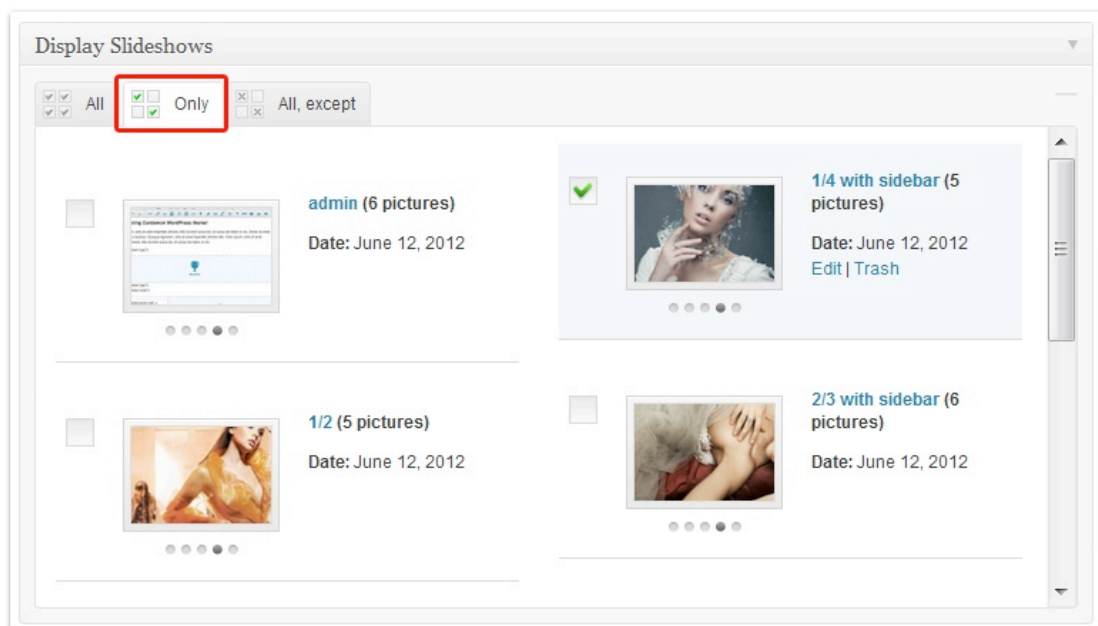 Display Slideshows
All
Only
All, except
admin (6 pictures)
Date: June 12, 2012
1/4 with sidebar (5
pictures)
Date: June 12, 2012
Edit | Trash
1/2 (5 pictures)
Date: June 12, 2012
2/3 with sidebar (6
pictures)
Date: June 12, 2012